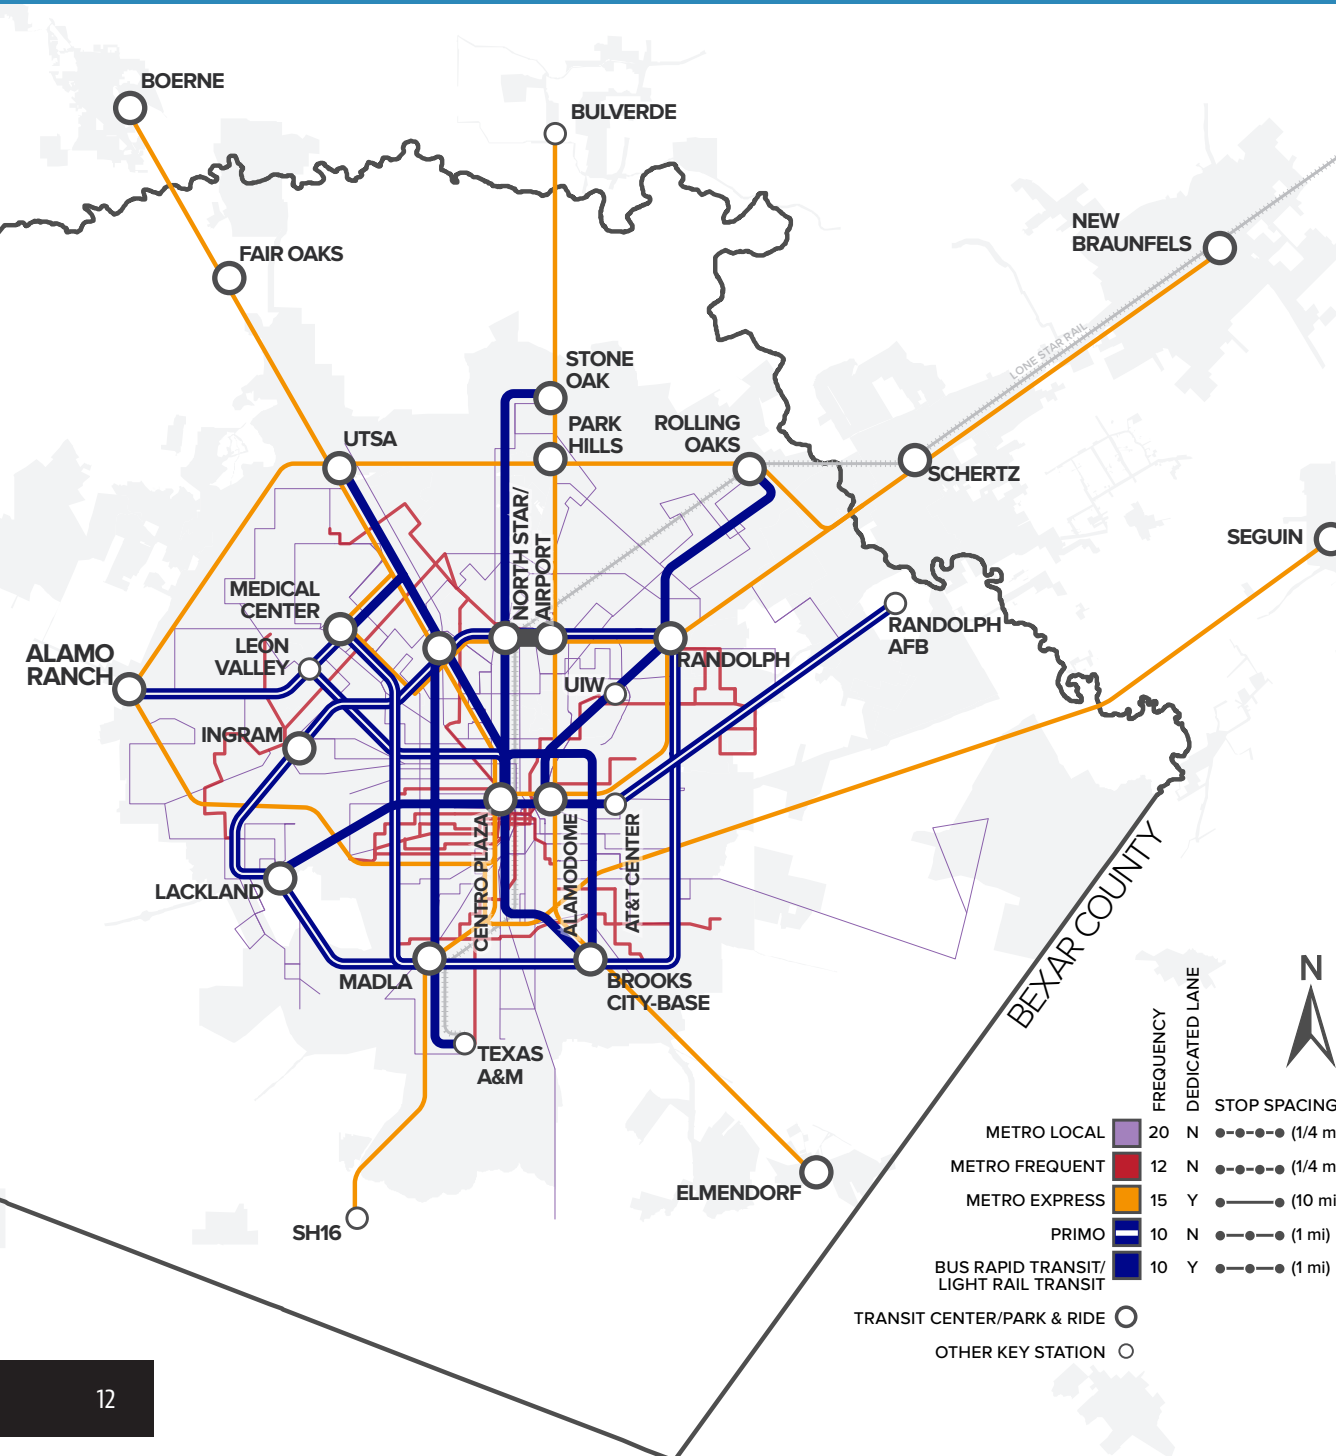 BOERNE
BULVERDE
NEW
BRAUNFELS
FAIR OAKS
LONE STAR RAIL
STONE
OAK
PARK
HILLS
ROLLING
OAKS
UTSA
SCHERTZ
SEGUIN
NORTH STAR/
AIRPORT
MEDICAL
CENTER
LEON
VALLEY
ALAMO
RANCH
RANDOLPH
AFB
RANDOLPH
UIW
INGRAM
CENTRO PLAZA
ALAMODOME
AT&T CENTER
LACKLAND
MADLA
BROOKS
CITY-BASE
TEXAS
A&M
BEXAR COUNTY
ELMENDORF
SH16
N
FREQUENCY
DEDICATED LANE
STOP SPACING
METRO LOCAL 20 N (1/4 m
METRO FREQUENT 12 N (1/4 m
METRO EXPRESS 15 Y (10 mi
PRIMO 10 N (1 mi)
BUS RAPID TRANSIT/
LIGHT RAIL TRANSIT 10 Y (1 mi)
TRANSIT CENTER/PARK & RIDE
OTHER KEY STATION
12